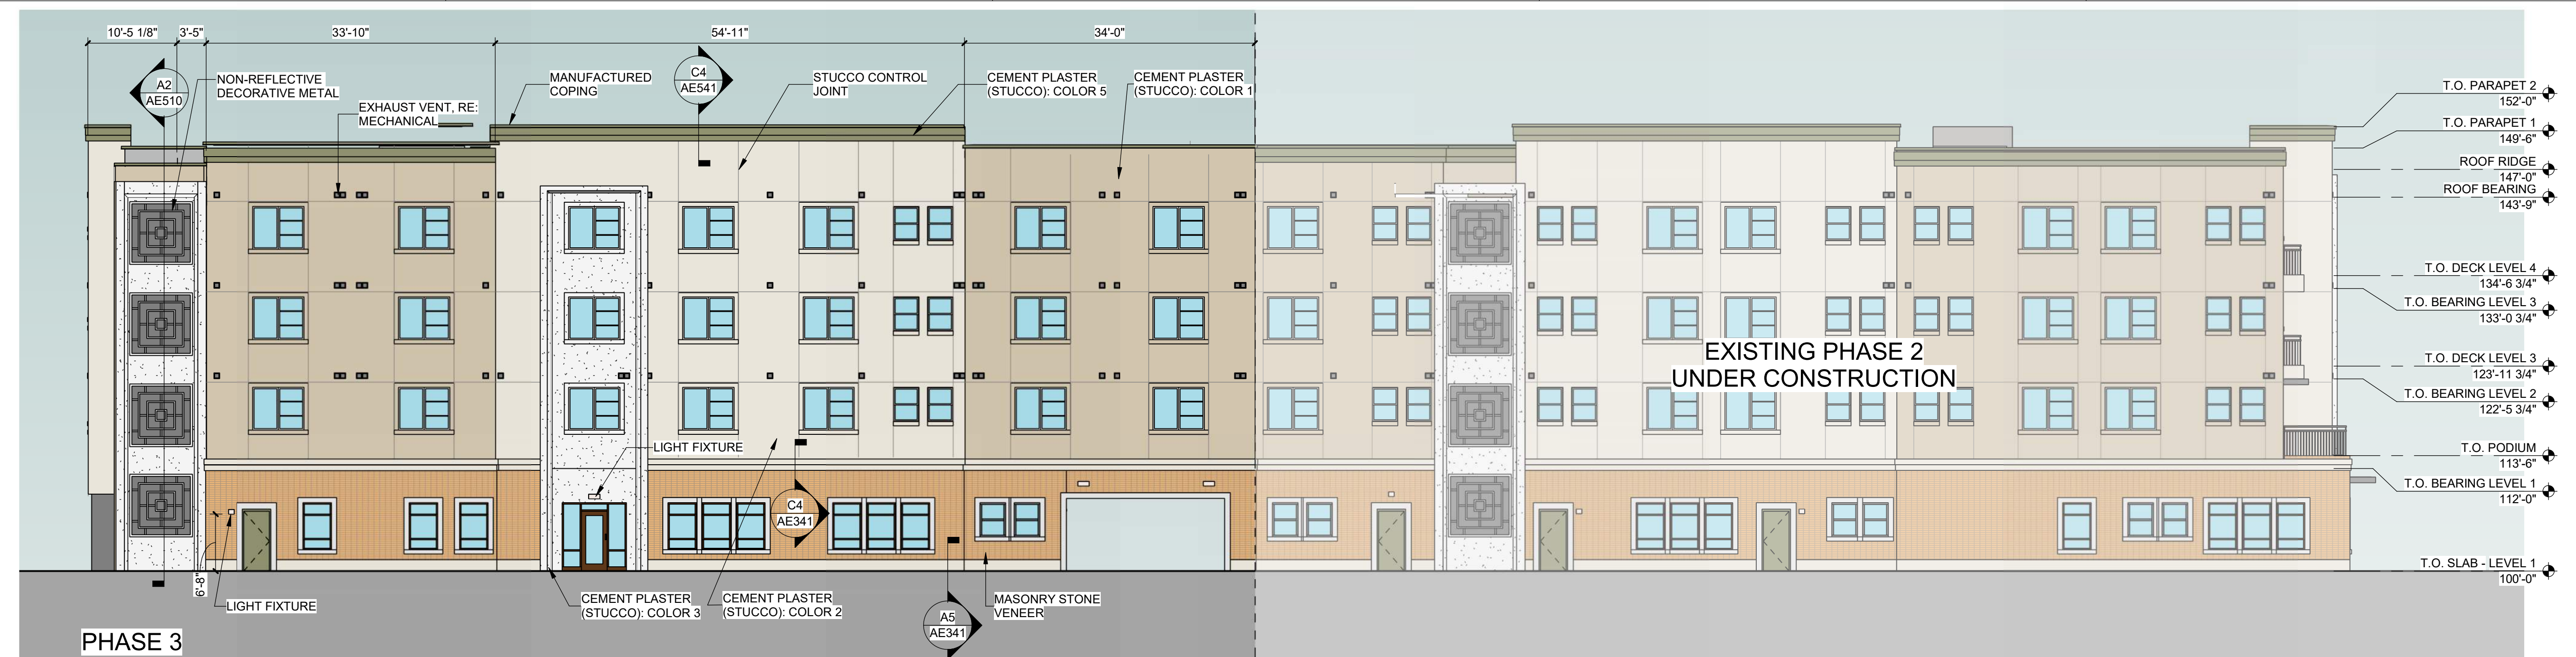 10'-5 1/8"
3'-5"
33'-10"
54'-11"
34'-0"
A2
AE510
NON-REFLECTIVE
DECORATIVE METAL
EXHAUST VENT, RE:
MECHANICAL
MANUFACTURED
COPING
C4
AE541
STUCCO CONTROL
JOINT
CEMENT PLASTER
(STUCCO): COLOR 5
CEMENT PLASTER
(STUCCO): COLOR 1
T.O. PARAPET 2
152'-0"
T.O. PARAPET 1
149'-6"
ROOF RIDGE
147'-0"
ROOF BEARING
143'-9"
T.O. DECK LEVEL 4
134'-6 3/4"
T.O. BEARING LEVEL 3
133'-0 3/4"
EXISTING PHASE 2
UNDER CONSTRUCTION
T.O. DECK LEVEL 3
123'-11 3/4"
T.O. BEARING LEVEL 2
122'-5 3/4"
LIGHT FIXTURE
T.O. PODIUM
113'-6"
T.O. BEARING LEVEL 1
112'-0"
C4
AE341
T.O. SLAB - LEVEL 1
100'-0"
6'-8"
LIGHT FIXTURE
CEMENT PLASTER
(STUCCO): COLOR 3
CEMENT PLASTER
(STUCCO): COLOR 2
A5
AE341
MASONRY STONE
VENEER
PHASE 3